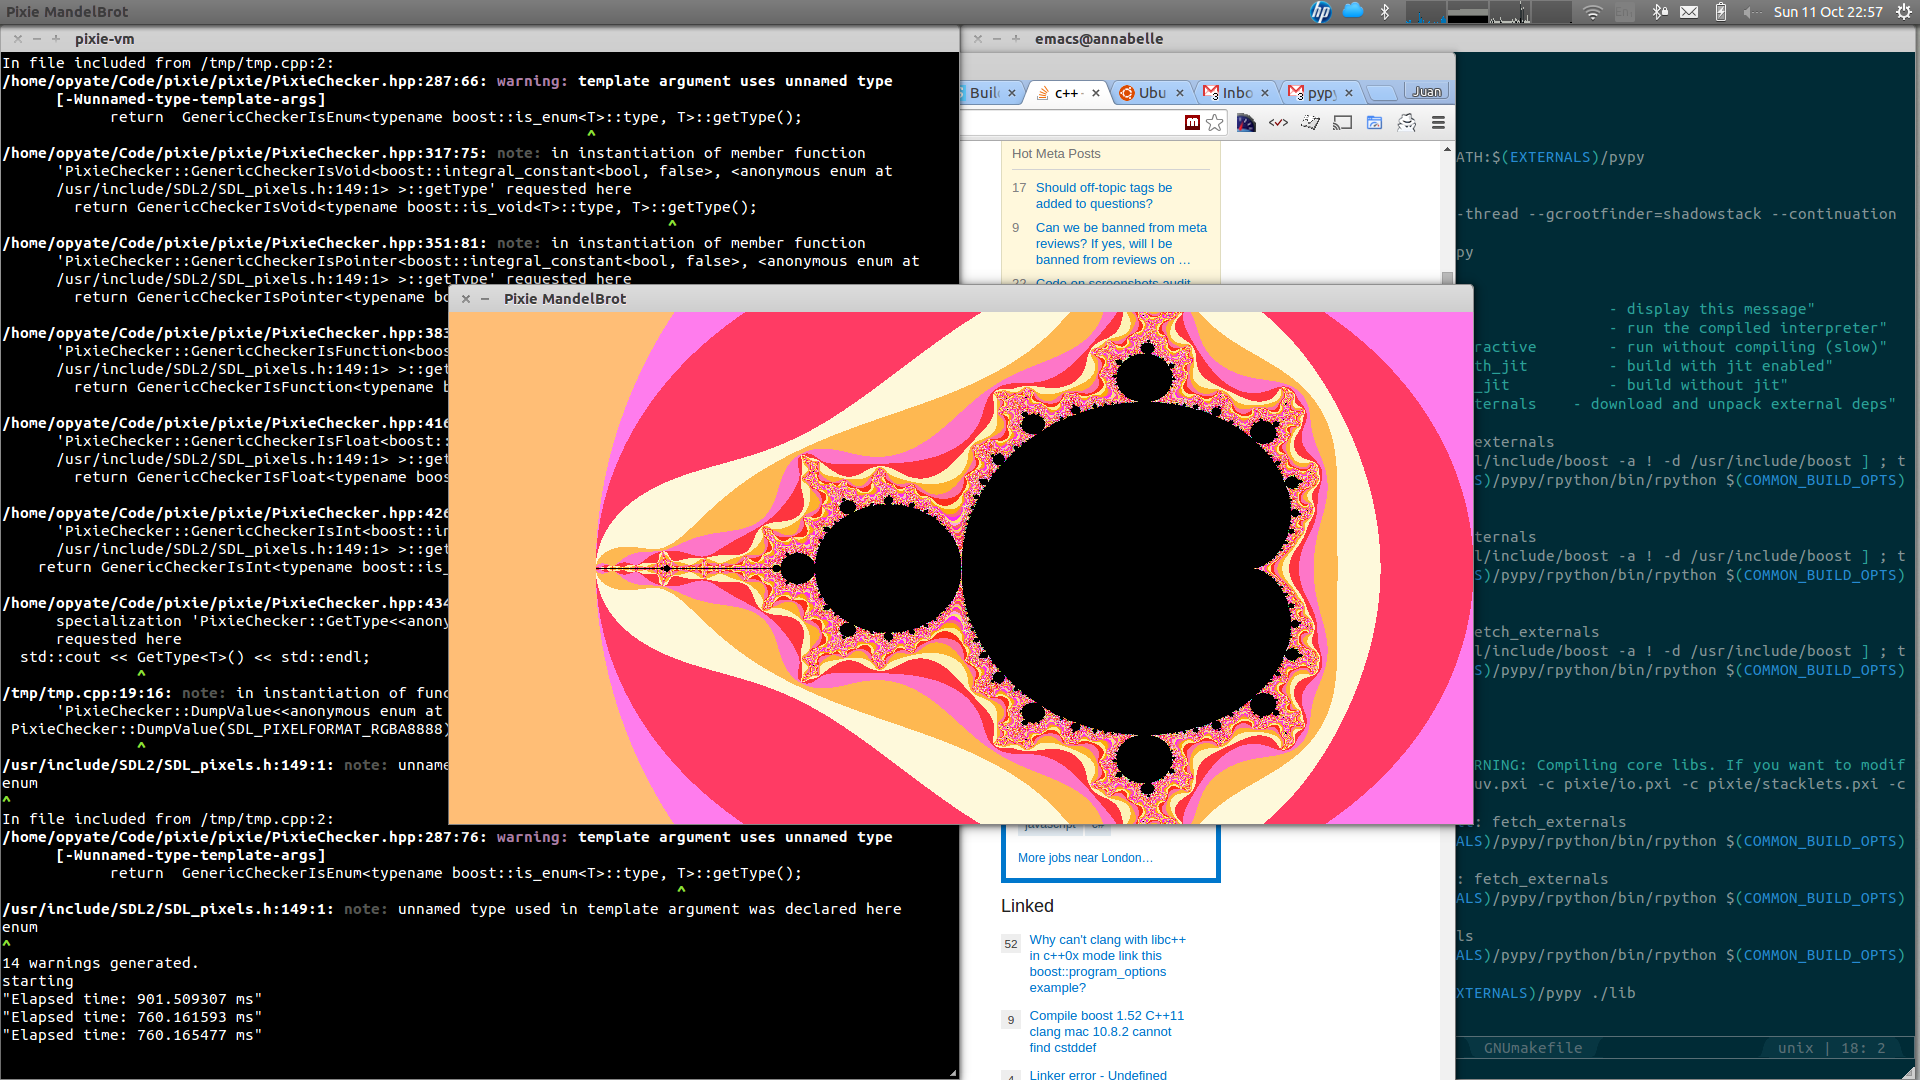 Pixie MandelBrot
Sun 11 Oct 22:57
pixie-vm
In file included from /tmp/tmp.cpp:2:
/home/opyate/Code/pixie/pixie/PixieChecker.hpp:287:66: warning: template argument uses unnamed type
[-Wunnamed-type-template-args]
return  GenericCheckerIsEnum<typename boost::is_enum<T>::type, T>::getType();
^
/home/opyate/Code/pixie/pixie/PixieChecker.hpp:317:75: note: in instantiation of member function
'PixieChecker::GenericCheckerIsVoid<boost::integral_constant<bool, false>, <anonymous enum at
/usr/include/SDL2/SDL_pixels.h:149:1> >::getType' requested here
return GenericCheckerIsVoid<typename boost::is_void<T>::type, T>::getType();
^
/home/opyate/Code/pixie/pixie/PixieChecker.hpp:351:81: note: in instantiation of member function
'PixieChecker::GenericCheckerIsPointer<boost::integral_constant<bool, false>, <anonymous enum at
/usr/include/SDL2/SDL_pixels.h:149:1> >::getType' requested here
return GenericCheckerIsPointer<typename bo
/home/opyate/Code/pixie/pixie/PixieChecker.hpp:383
'PixieChecker::GenericCheckerIsFunction<boos
/usr/include/SDL2/SDL_pixels.h:149:1> >::get
return GenericCheckerIsFunction<typename b
/home/opyate/Code/pixie/pixie/PixieChecker.hpp:416
'PixieChecker::GenericCheckerIsFloat<boost::
/usr/include/SDL2/SDL_pixels.h:149:1> >::get
return GenericCheckerIsFloat<typename boos
/home/opyate/Code/pixie/pixie/PixieChecker.hpp:426
'PixieChecker::GenericCheckerIsInt<boost::in
/usr/include/SDL2/SDL_pixels.h:149:1> >::get
return GenericCheckerIsInt<typename boost::is_
/home/opyate/Code/pixie/pixie/PixieChecker.hpp:434
specialization 'PixieChecker::GetType<<anony
requested here
std::cout << GetType<T>() << std::endl;
^
/tmp/tmp.cpp:19:16: note: in instantiation of func
'PixieChecker::DumpValue<<anonymous enum at
PixieChecker::DumpValue(SDL_PIXELFORMAT_RGBA8888)
^
/usr/include/SDL2/SDL_pixels.h:149:1: note: unname
enum
^
In file included from /tmp/tmp.cpp:2:
/home/opyate/Code/pixie/pixie/PixieChecker.hpp:287:76: warning: template argument uses unnamed type
[-Wunnamed-type-template-args]
return  GenericCheckerIsEnum<typename boost::is_enum<T>::type, T>::getType();
^
/usr/include/SDL2/SDL_pixels.h:149:1: note: unnamed type used in template argument was declared here
enum
^
14 warnings generated.
starting
"Elapsed time: 901.509307 ms"
"Elapsed time: 760.161593 ms"
"Elapsed time: 760.165477 ms"
Pixie MandelBrot
emacs@annabelle
Buil
c++ -
Ubu
Inbo
pypy
Juan
Hot Meta Posts
17 Should off-topic tags be
added to questions?
9 Can we be banned from meta
reviews? If yes, will I be
banned from reviews on …
22 Code on screenshots audit
javascript c#
More jobs near London…
Linked
52 Why can't clang with libc++
in c++0x mode link this
boost::program_options
example?
9 Compile boost 1.52 C++11
clang mac 10.8.2 cannot
find cstddef
4 Linker error - Undefined
ATH:$(EXTERNALS)/pypy
-thread --gcrootfinder=shadowstack --continuation
py
- display this message"
- run the compiled interpreter"
ractive - run without compiling (slow)"
th_jit - build with jit enabled"
_jit - build without jit"
ternals - download and unpack external deps"
externals
l/include/boost -a ! -d /usr/include/boost ] ; t
S)/pypy/rpython/bin/rpython $(COMMON_BUILD_OPTS)
ternals
l/include/boost -a ! -d /usr/include/boost ] ; t
S)/pypy/rpython/bin/rpython $(COMMON_BUILD_OPTS)
etch_externals
l/include/boost -a ! -d /usr/include/boost ] ; t
S)/pypy/rpython/bin/rpython $(COMMON_BUILD_OPTS)
RNING: Compiling core libs. If you want to modif
uv.pxi -c pixie/io.pxi -c pixie/stacklets.pxi -c
: fetch_externals
ALS)/pypy/rpython/bin/rpython $(COMMON_BUILD_OPTS)
: fetch_externals
ALS)/pypy/rpython/bin/rpython $(COMMON_BUILD_OPTS)
ls
ALS)/pypy/rpython/bin/rpython $(COMMON_BUILD_OPTS)
XTERNALS)/pypy ./lib
GNUmakefile
unix | 18: 2